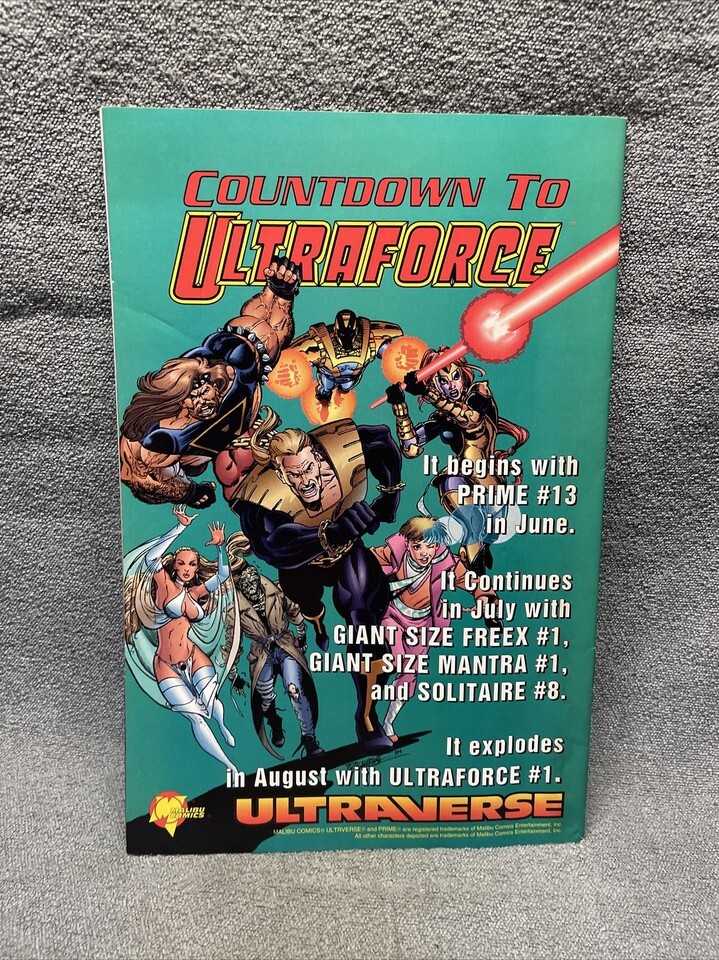 COUNTDOWN TO
ULTRAFORCE
It begins with
PRIME #13
in June.
It Continues
in July with
GIANT SIZE FREEX #1,
GIANT SIZE MANTRA #1,
and SOLITAIRE #8.
It explodes
in August with ULTRAFORCE #1.
MALIBU
COMICS
ULTRAVERSE
MALIBU COMICS® ULTRVERSE® and PRIME® are registered trademarks of Malibu Comics Entertainment, Inc.
All other characters depicted are trademarks of Malibu Comics Entertainment, Inc.